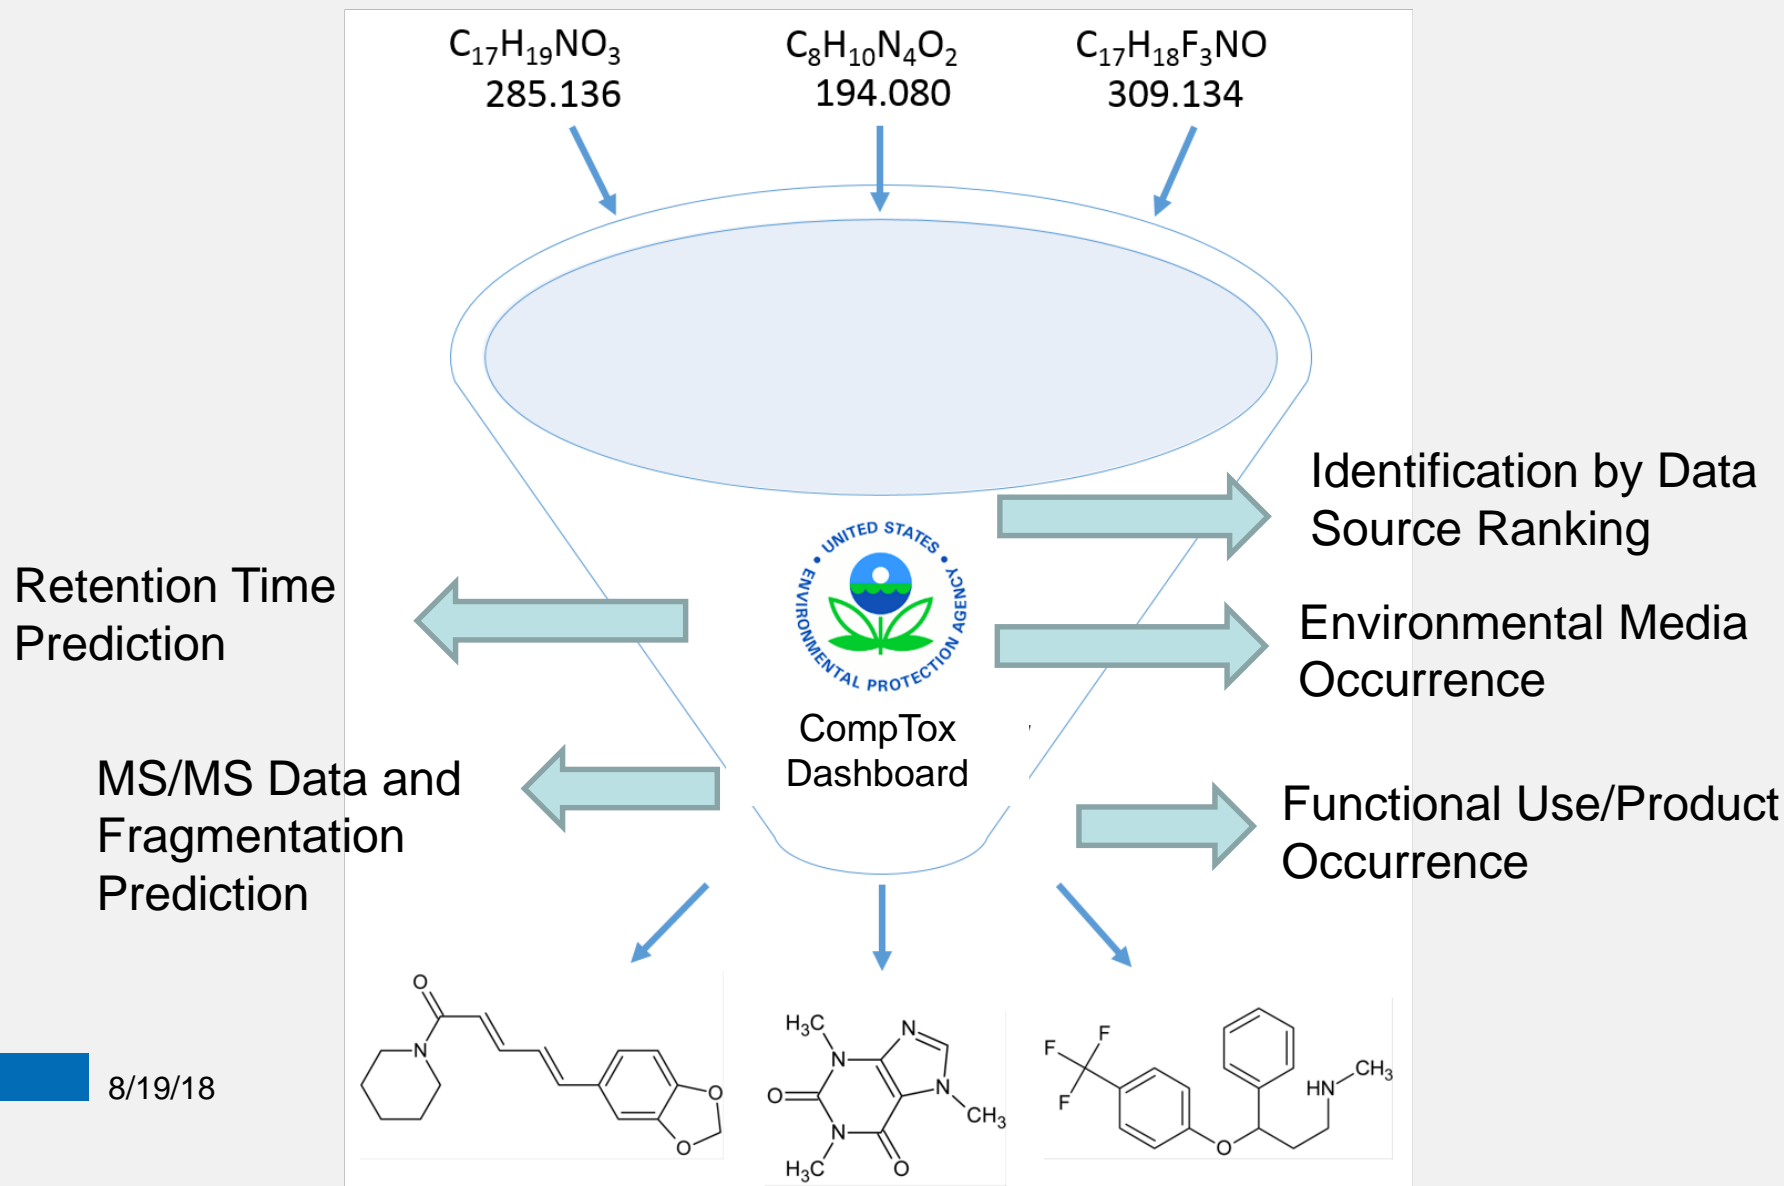 C₁₇H₁₉NO₃
285.136
C₈H₁₀N₄O₂
194.080
C₁₇H₁₈F₃NO
309.134
Identification by Data
Source Ranking
Retention Time
Prediction
UNITED STATES • ENVIRONMENTAL PROTECTION AGENCY •
Environmental Media
Occurrence
CompTox
Dashboard
MS/MS Data and
Fragmentation
Prediction
Functional Use/Product
Occurrence
O
N
O
O
H₃C
N
N
O
N
CH₃
N
H₃C
O
F
F
F
O
HN
CH₃
8/19/18